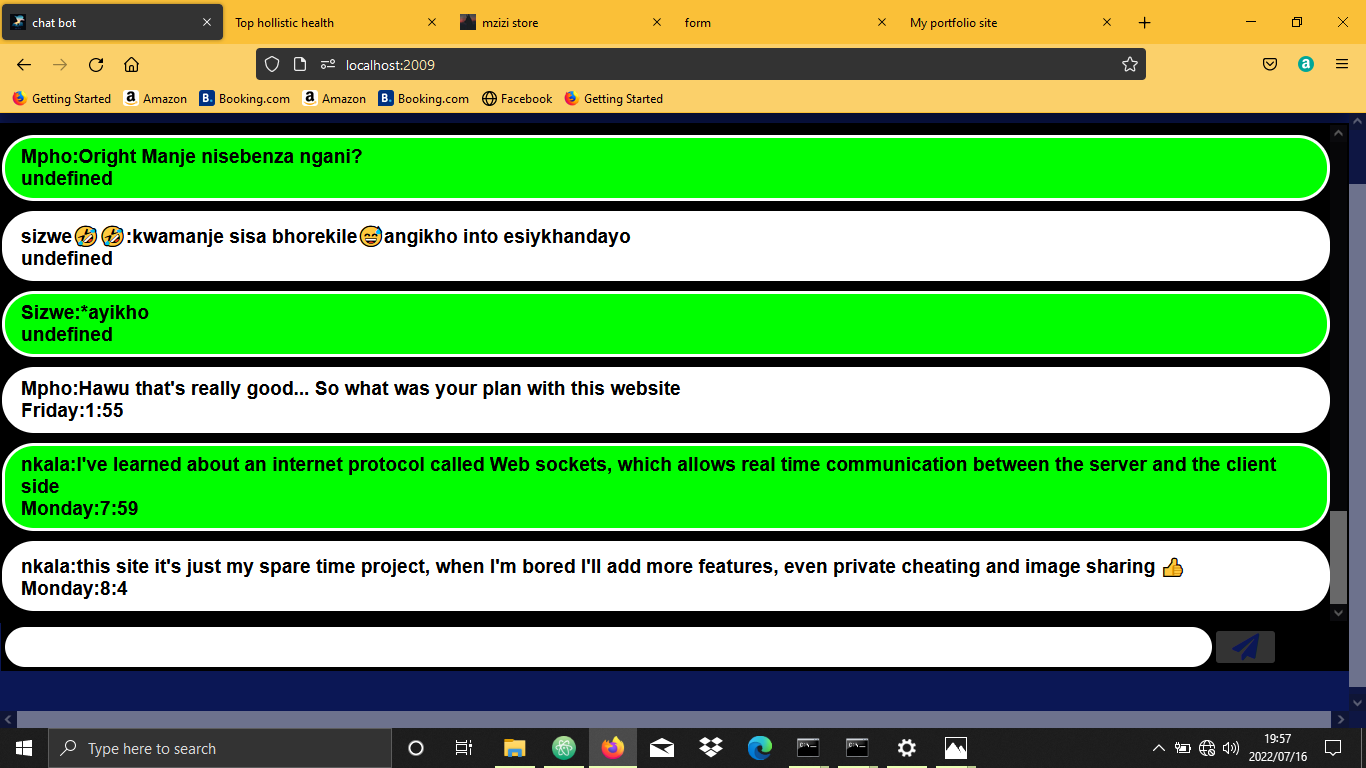 chat bot
Top hollistic health
mzizi store
form
My portfolio site
localhost:2009
Getting Started
Amazon
Booking.com
Amazon
Booking.com
Facebook
Getting Started
Mpho:Oright Manje nisebenza ngani?
undefined
sizwe🤣🤣:kwamanje sisa bhorekile😅angikho into esiykhandayo
undefined
Sizwe:*ayikho
undefined
Mpho:Hawu that's really good... So what was your plan with this website
Friday:1:55
nkala:I've learned about an internet protocol called Web sockets, which allows real time communication between the server and the client
side
Monday:7:59
nkala:this site it's just my spare time project, when I'm bored I'll add more features, even private cheating and image sharing 👍
Monday:8:4
Type here to search
19:57
2022/07/16